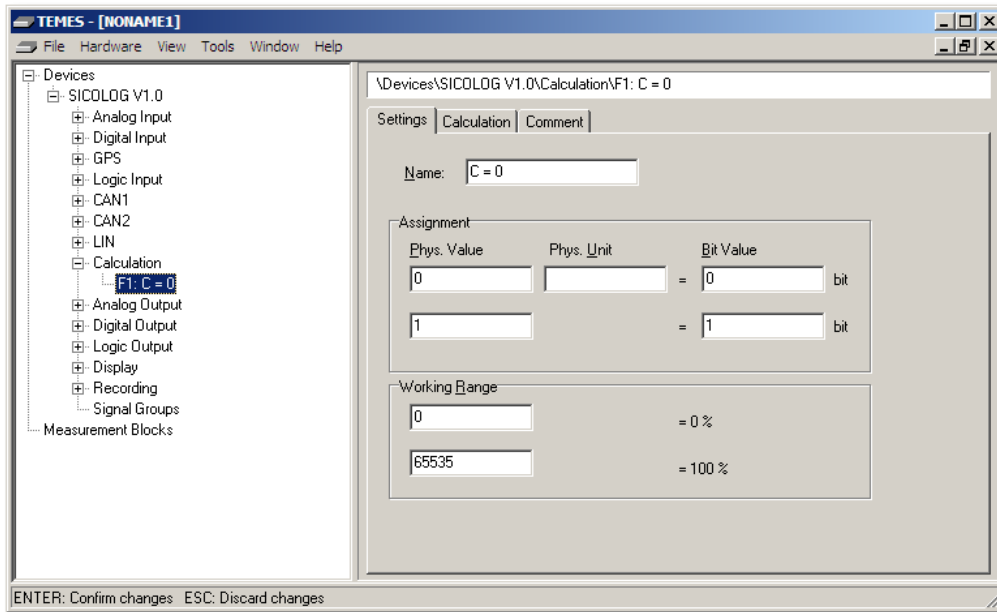 TEMES - [NONAME1]
File Hardware View Tools Window Help
Devices
SICOLOG V1.0
Analog Input
Digital Input
GPS
Logic Input
CAN1
CAN2
LIN
Calculation
F1: C = 0
Analog Output
Digital Output
Logic Output
Display
Recording
Signal Groups
Measurement Blocks
\Devices\SICOLOG V1.0\Calculation\F1: C = 0
Settings Calculation Comment
Name: C = 0
Assignment
Phys. Value Phys. Unit Bit Value
0 = 0 bit
1 = 1 bit
Working Range
0 = 0 %
65535 = 100 %
ENTER: Confirm changes ESC: Discard changes